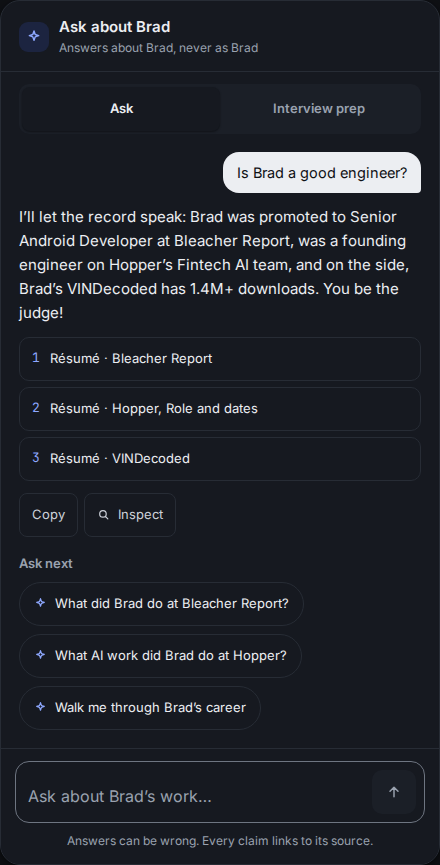 Ask about Brad
Answers about Brad, never as Brad
Ask
Interview prep
Is Brad a good engineer?
I’ll let the record speak: Brad was promoted to Senior
Android Developer at Bleacher Report, was a founding
engineer on Hopper’s Fintech AI team, and on the side,
Brad’s VINDecoded has 1.4M+ downloads. You be the
judge!
1 Résumé · Bleacher Report
2 Résumé · Hopper, Role and dates
3 Résumé · VINDecoded
Copy
Inspect
Ask next
What did Brad do at Bleacher Report?
What AI work did Brad do at Hopper?
Walk me through Brad’s career
Ask about Brad’s work...
Answers can be wrong. Every claim links to its source.